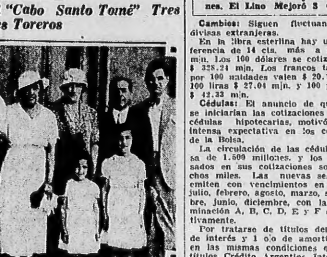 "Cabo Santo Tomé" Tres
s Toreros
nes. El Lino Mejoró 3
Cambios: Siguen fluctuan
divisas extranjeras.
En la libra esterlina hay u
ferencia de 14 cts. más a
m|n. Los 100 dólares se cotiz
$ 328.21 m|n. Los francos
por 100 unidades valen $ 20.
100 liras $ 27.04 m|n. y 100
$ 42.33 m|n.
Cédulas: El anuncio de q
se iniciarían las cotizaciones
cédulas hipotecarias, motivó
intensa expectativa en los c
de la Bolsa.
La circulación de las cédul
sa de 1.500 millones. y los
sados en sus cotizaciones so
chos miles. Las nuevas se
emiten con vencimientos en
julio, febrero, agosto, marzo,
bre, junio, diciembre, con la
minación A, B, C, D, E y F
tivamente.
Por tratarse de títulos de
de interés y 1 o|o de amort
en las mismas condiciones
títulos Crédito Argentino